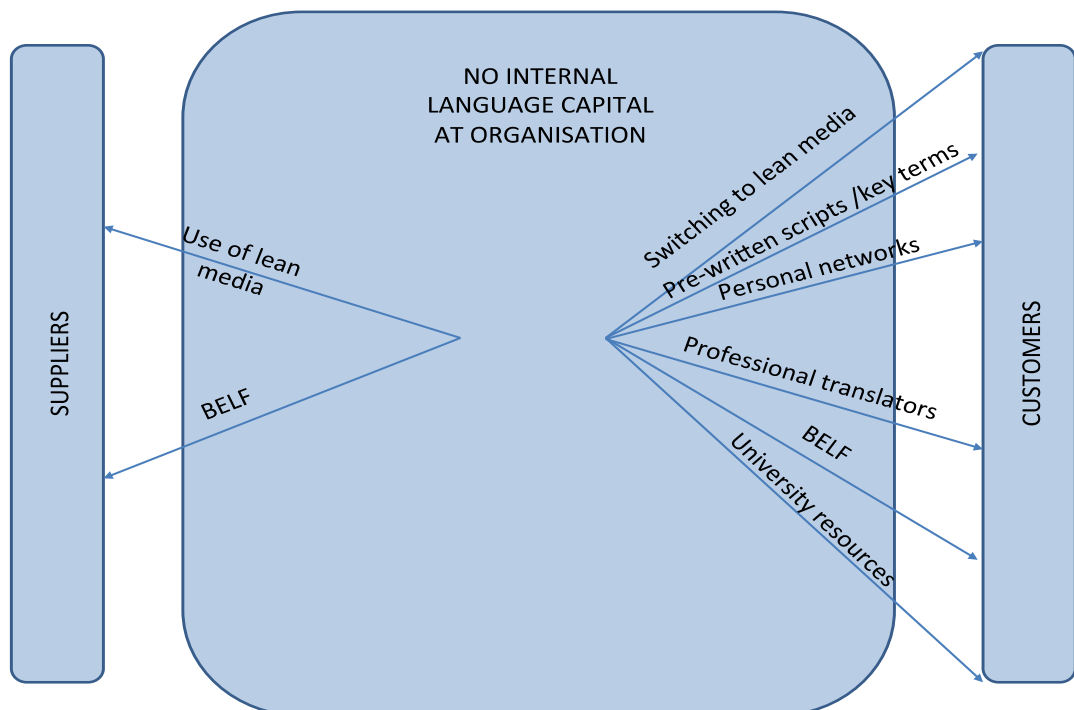 NO INTERNAL
LANGUAGE CAPITAL
AT ORGANISATION
SUPPLIERS
Use of lean
media
BELF
Switching to lean media
Pre-written scripts /key terms
Personal networks
Professional translators
BELF
University resources
CUSTOMERS